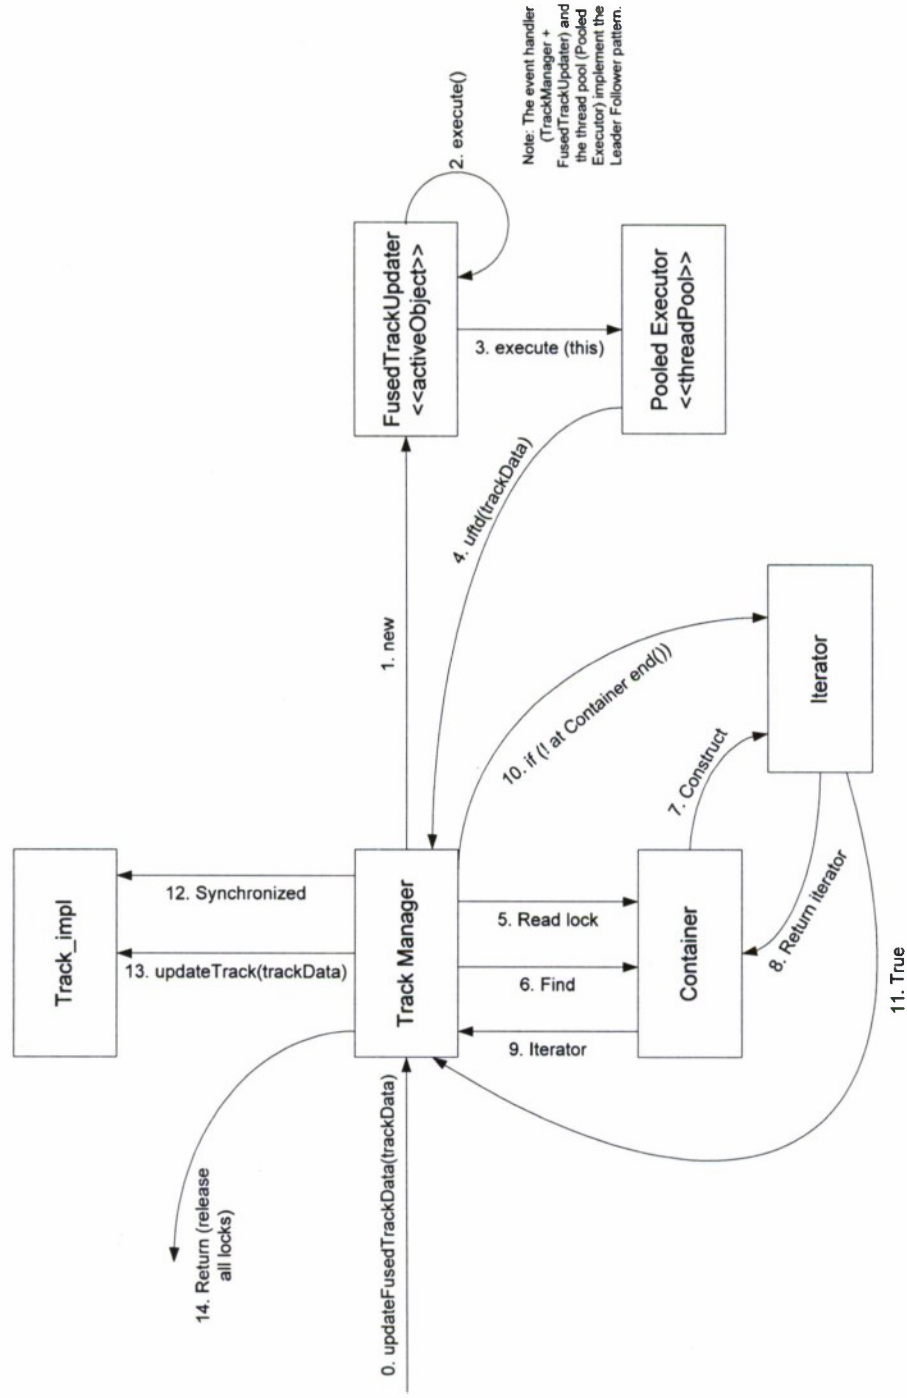 0. updateFusedTrackData(trackData)
14. Return (release
all locks)
Track_impl
13. updateTrack(trackData)
12. Synchronized
Track Manager
9. Iterator
6. Find
5. Read lock
Container
8. Return iterator
7. Construct
11. True
10. if (! at Container end())
Iterator
1. new
4. uftd(trackData)
FusedTrackUpdater
<<activeObject>>
2. execute()
3. execute (this)
Pooled Executor
<<threadPool>>
Note: The event handler
(TrackManager +
FusedTrackUpdater) and
the thread pool (Pooled
Executor) implement the
Leader Follower pattern.